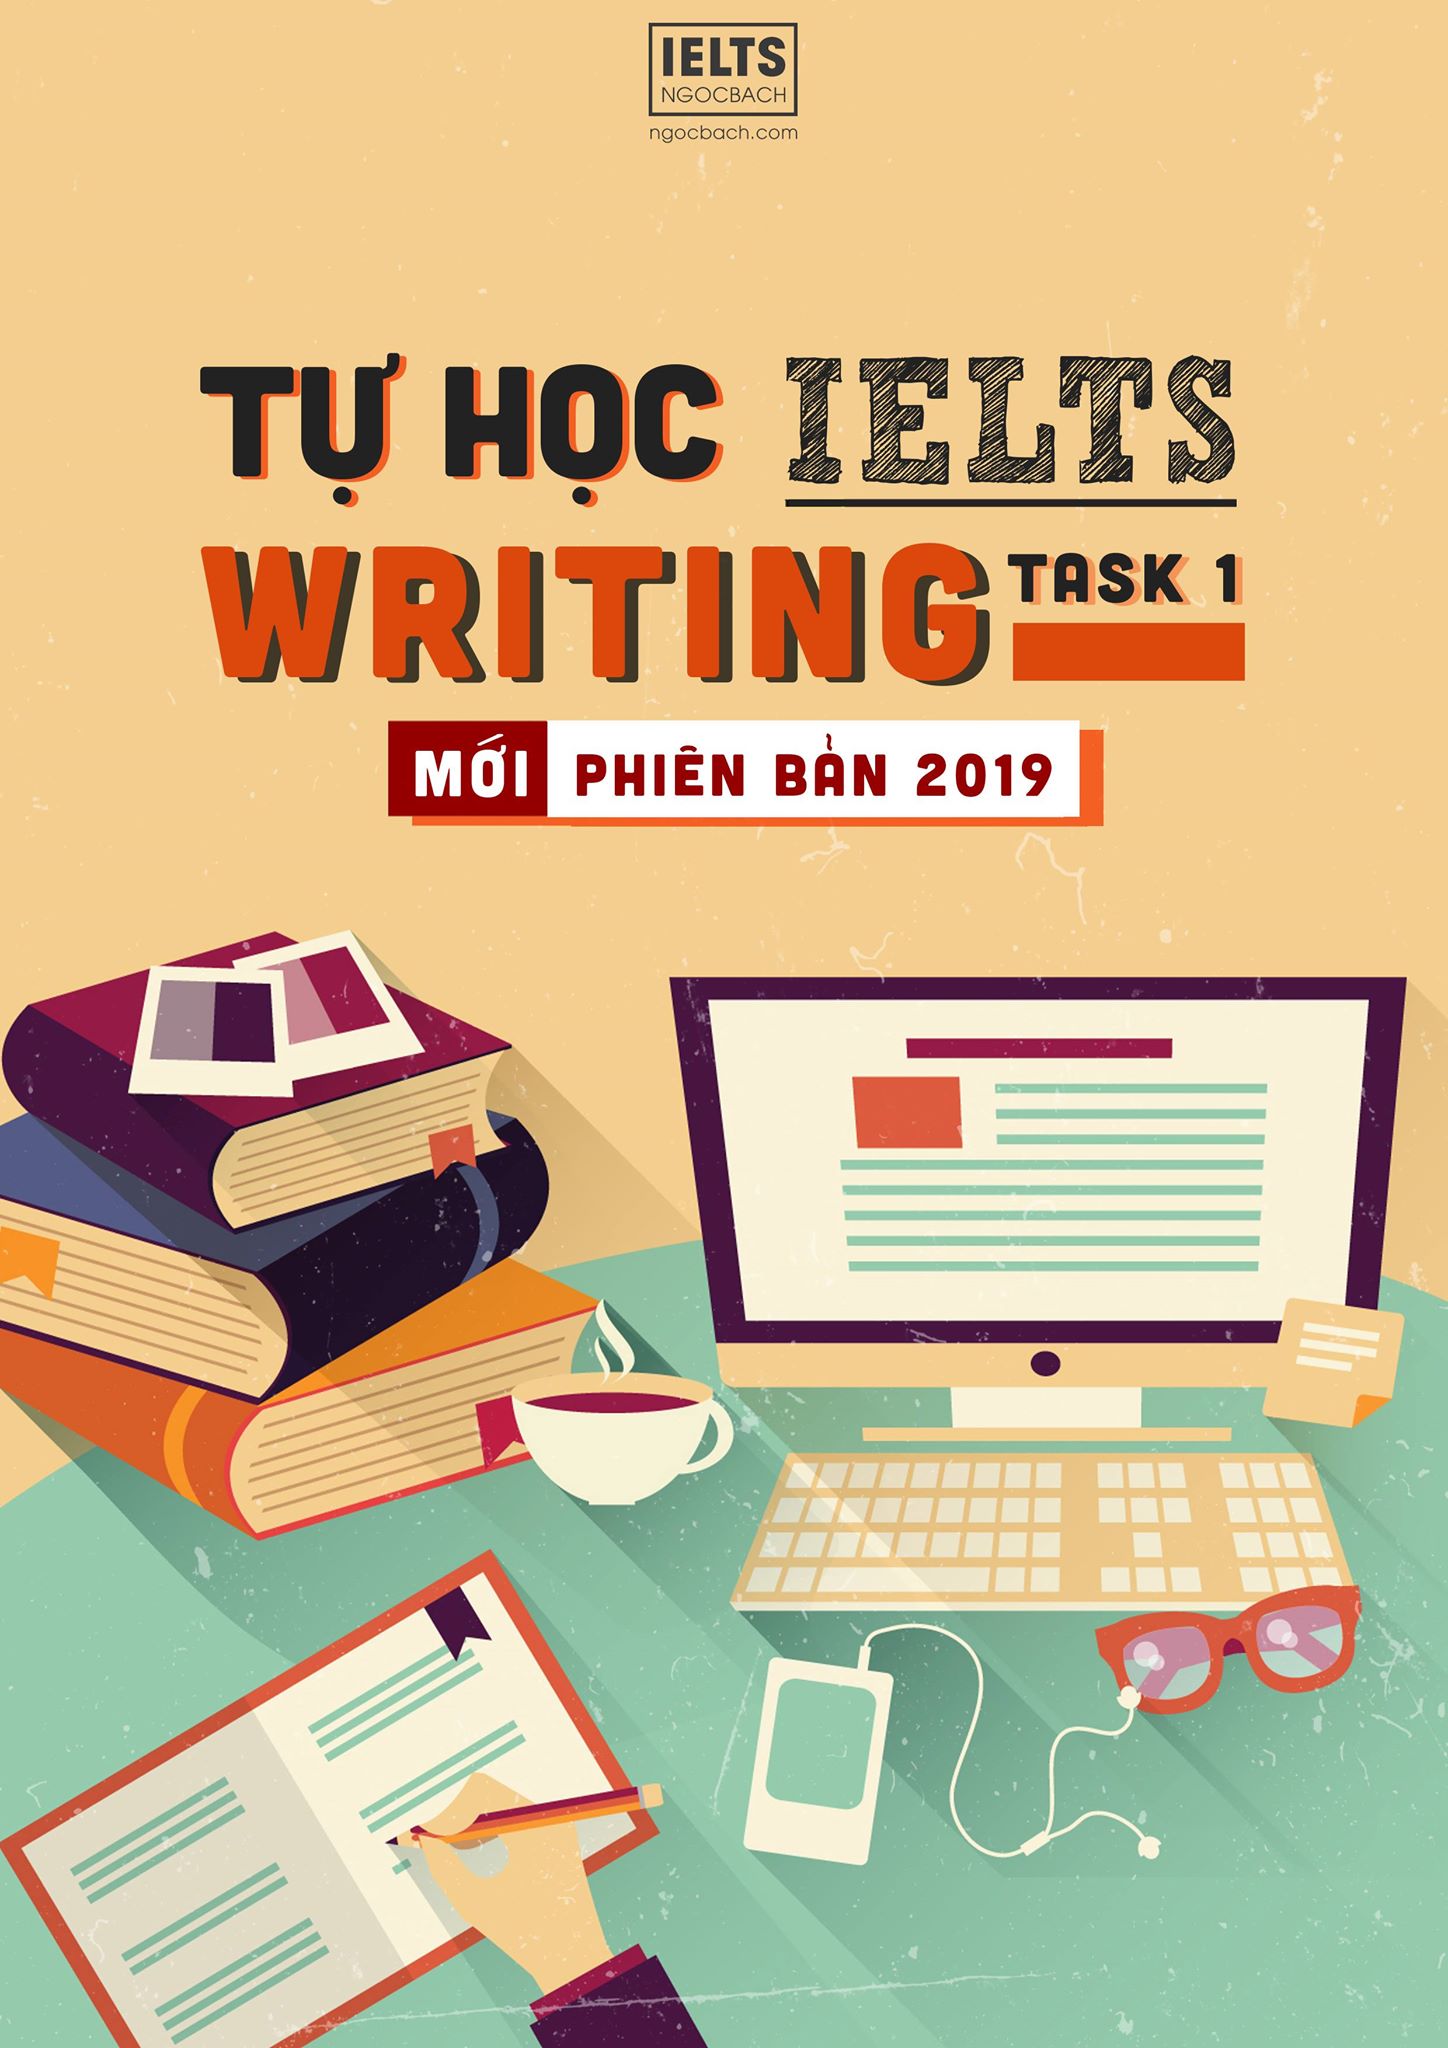 IELTS
NGOCBACH
ngocbach.com
TỰ HỌC IELTS
WRITING TASK 1
MỚI PHIÊN BẢN 2019